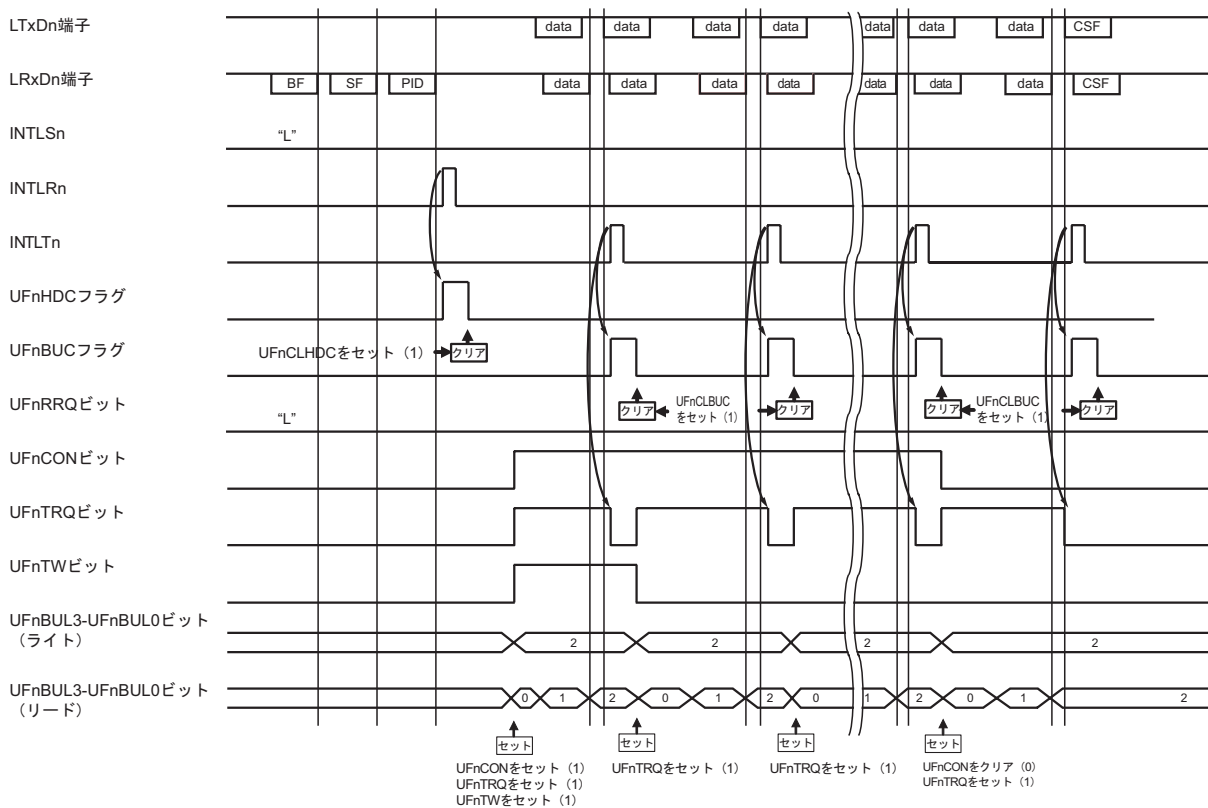 LTxDn端子
data data data data data data data CSF
LRxDn端子
BF SF PID data data data data data data data CSF
INTLSn
“L”
INTLRn
INTLTn
UFnHDCフラグ
UFnBUCフラグ
UFnCLHDCをセット（1）
クリア
UFnRRQビット
“L”
クリア
UFnCLBUC
をセット（1）
クリア
クリア
UFnCLBUC
をセット（1）
クリア
UFnCONビット
UFnTRQビット
UFnTWビット
UFnBUL3-UFnBUL0ビット
（ライト）
2 2 2 2
UFnBUL3-UFnBUL0ビット
（リード）
0 1 2 0 1 2 0 1 2 0 1 2
セット
UFnCONをセット（1）
UFnTRQをセット（1）
UFnTWをセット（1）
セット
UFnTRQをセット（1）
セット
UFnTRQをセット（1）
セット
UFnCONをクリア（0）
UFnTRQをセット（1）